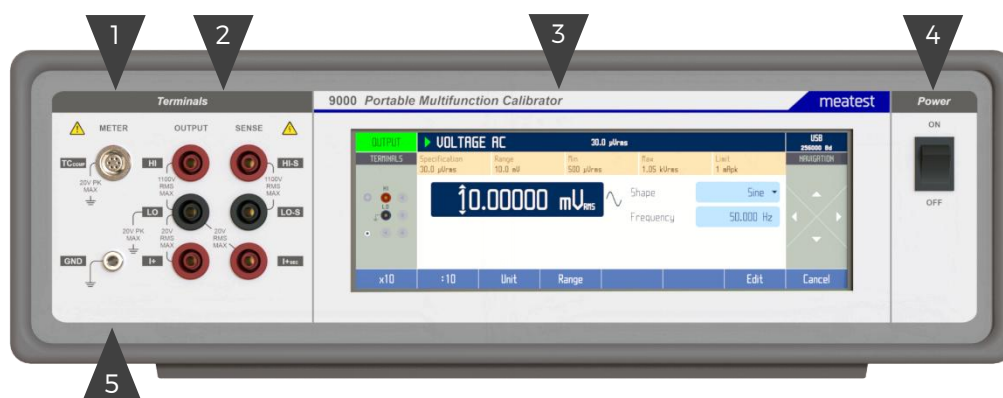 1
2
3
4
Terminals
9000 Portable Multifunction Calibrator
meatest
Power
METER
OUTPUT
SENSE
ON
OFF
TCCOMP
HI
HI-S
20V PK
MAX
1100V
RMS
MAX
1100V
RMS
MAX
LO
LO-S
20V PK
MAX
20V
RMS
MAX
20V
RMS
MAX
GND
I+
I+
OUTPUT
VOLTAGE AC
30.0 µVrms
USB
256000 Bd
TERMINALS
Specification
Range
Min
Max
Limit
NAVIGATION
30.0 µVrms
10.0 mV
500 µVrms
1.05 kVrms
1 mApk
HI
LO
10.00000 mVRMS
Shape
Sine
Frequency
50.000 Hz
x10
÷10
Unit
Range
Edit
Cancel
5